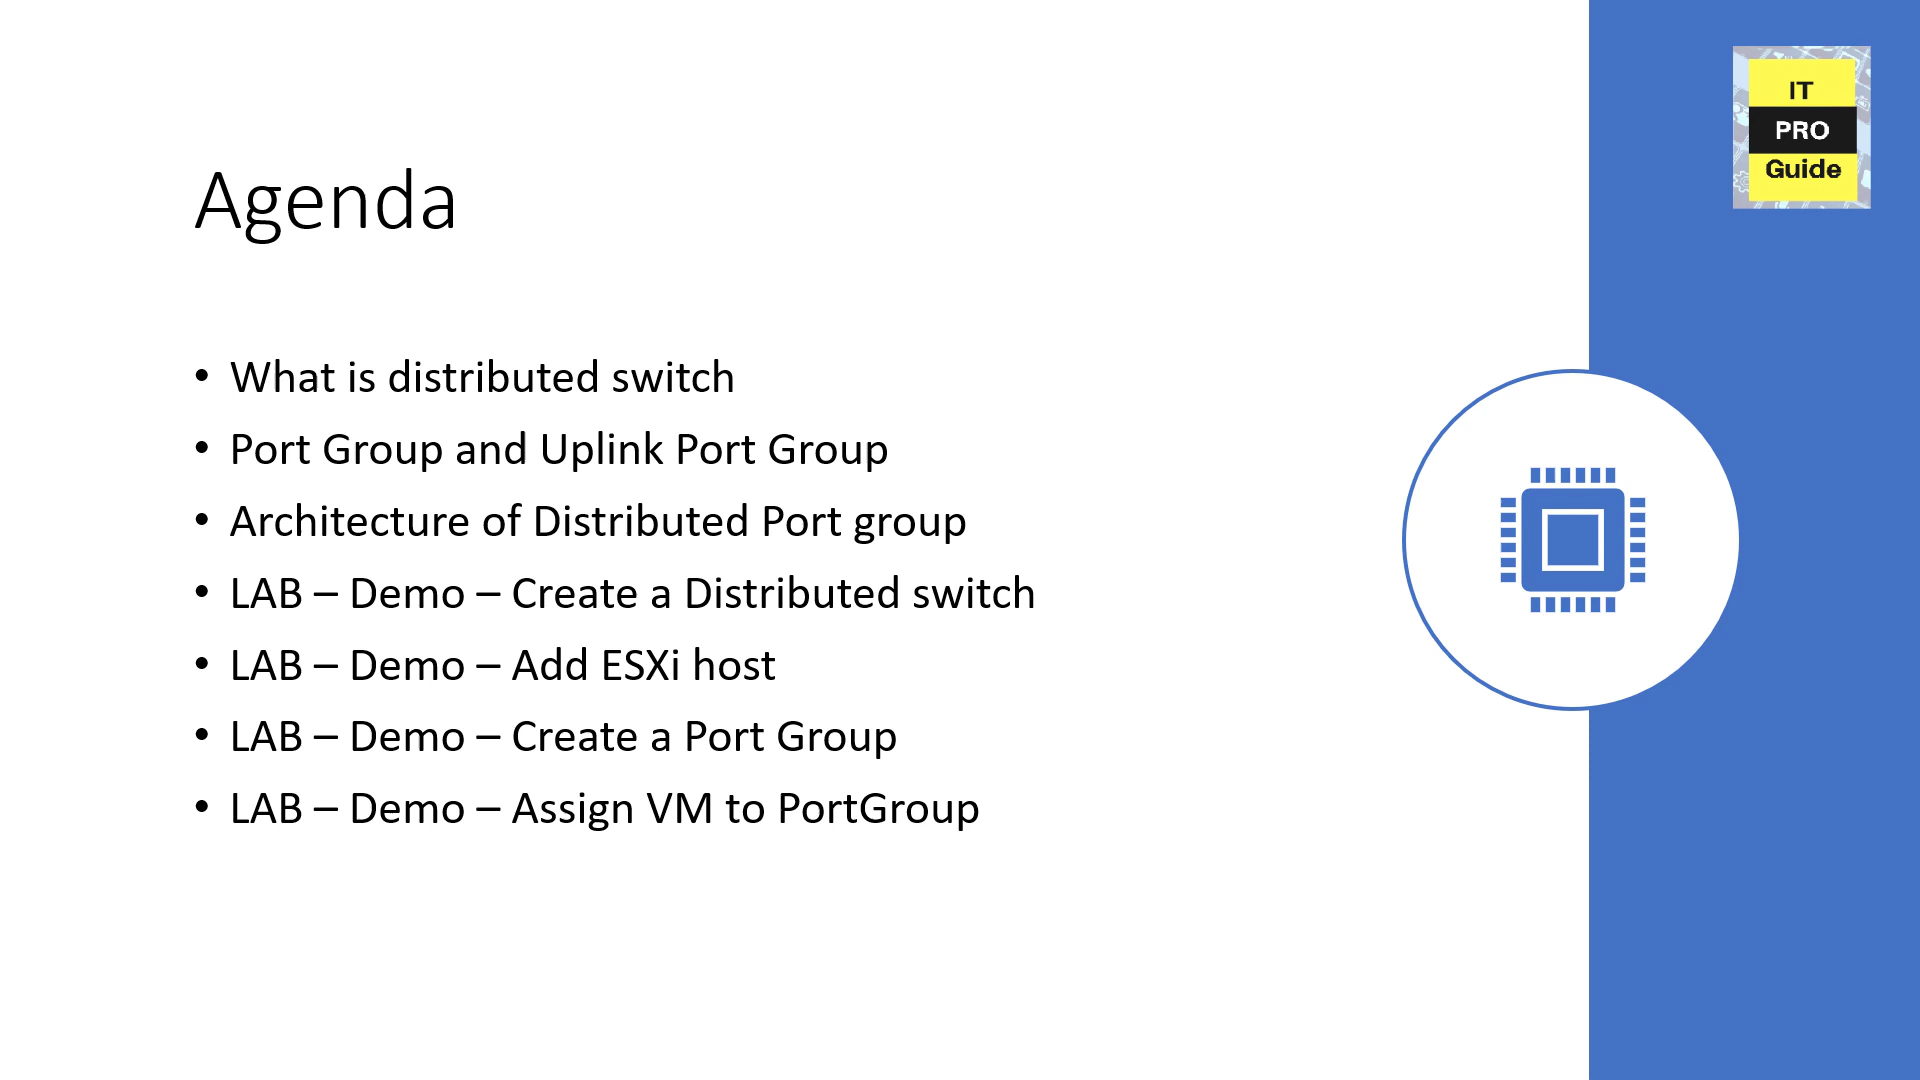 IT
PRO
Guide
Agenda
• What is distributed switch
• Port Group and Uplink Port Group
• Architecture of Distributed Port group
• LAB – Demo – Create a Distributed switch
• LAB – Demo – Add ESXi host
• LAB – Demo – Create a Port Group
• LAB – Demo – Assign VM to PortGroup